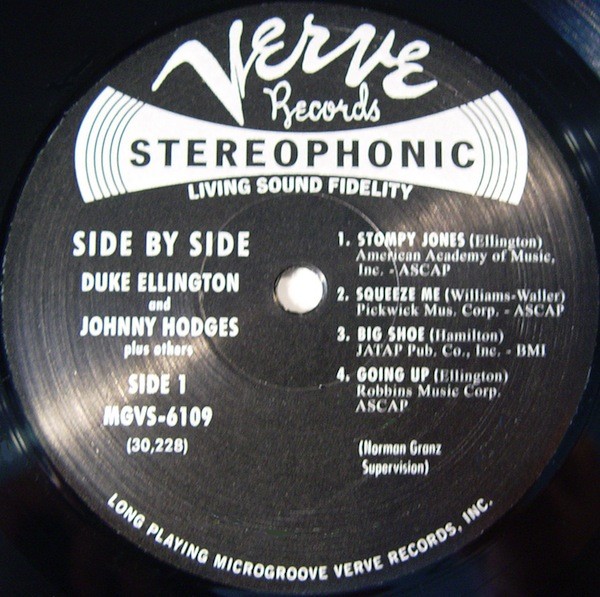 Verve
Records
STEREOPHONIC
LIVING SOUND FIDELITY
SIDE BY SIDE
DUKE ELLINGTON
and
JOHNNY HODGES
plus others
SIDE 1
MGVS-6109
(30,228)
1. STOMPY JONES (Ellington)
American Academy of Music,
Inc. - ASCAP
2. SQUEEZE ME (Williams-Waller)
Pickwick Mus. Corp. - ASCAP
3. BIG SHOE (Hamilton)
JATAP Pub. Co., Inc. - BMI
4. GOING UP (Ellington)
Robbins Music Corp.
ASCAP
(Norman Granz
Supervision)
LONG PLAYING MICROGROOVE VERVE RECORDS, INC.